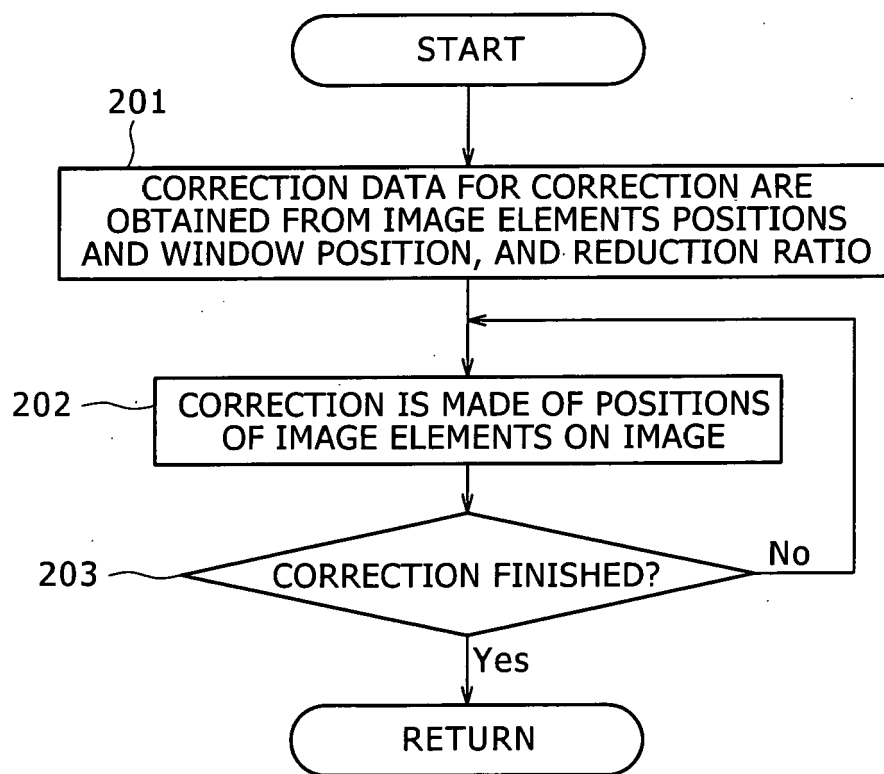 START
201
CORRECTION DATA FOR CORRECTION ARE
OBTAINED FROM IMAGE ELEMENTS POSITIONS
AND WINDOW POSITION, AND REDUCTION RATIO
202
CORRECTION IS MADE OF POSITIONS
OF IMAGE ELEMENTS ON IMAGE
203
CORRECTION FINISHED?
No
Yes
RETURN